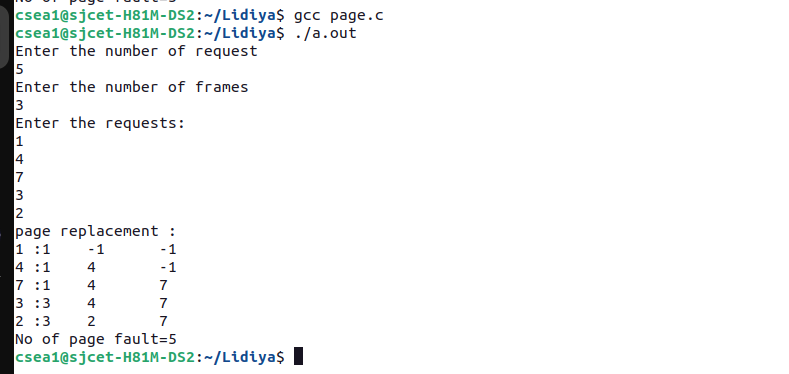 No of page fault=5
csea1@sjcet-H81M-DS2:~/Lidiya$ gcc page.c
csea1@sjcet-H81M-DS2:~/Lidiya$ ./a.out
Enter the number of request
5
Enter the number of frames
3
Enter the requests:
1
4
7
3
2
page replacement :
1 :1    -1      -1
4 :1    4       -1
7 :1    4       7
3 :3    4       7
2 :3    2       7
No of page fault=5
csea1@sjcet-H81M-DS2:~/Lidiya$